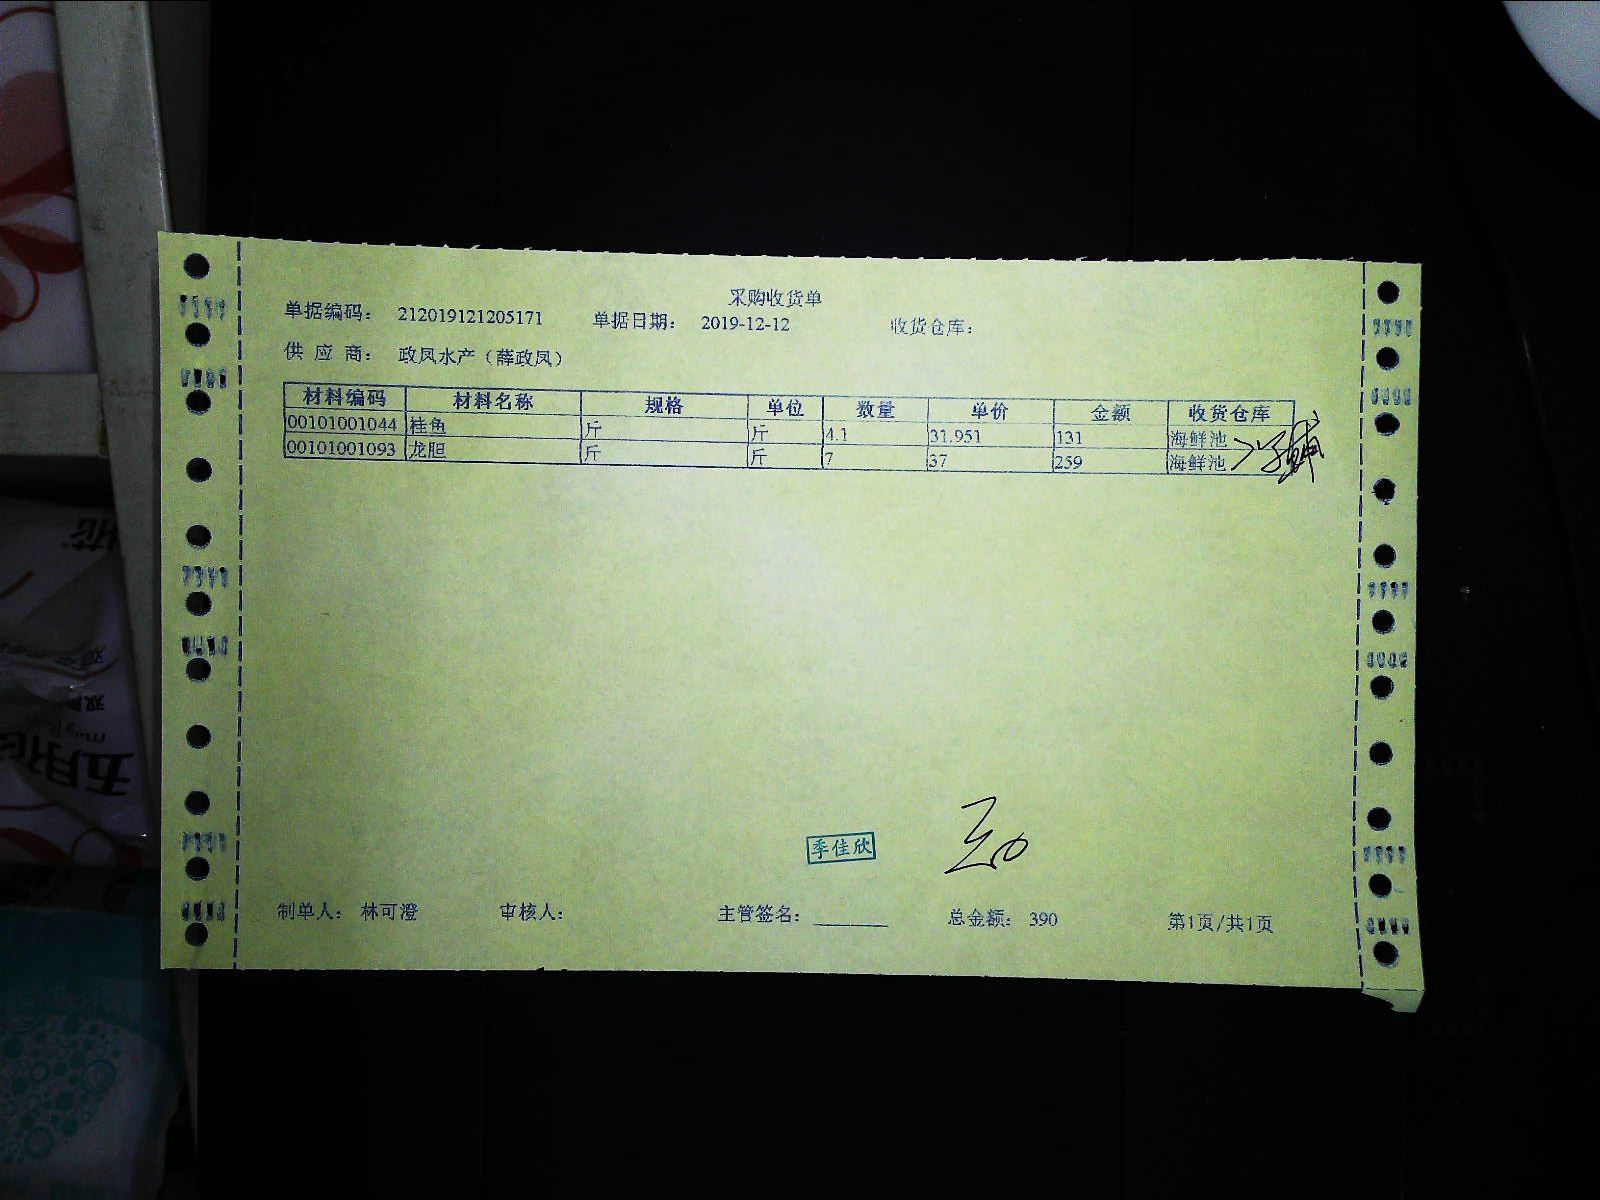 采购收货单
单据编码： 212019121205171 单据日期： 2019-12-12 收货仓库：
供 应 商： 政凤水产（薛政凤）
材料编码 材料名称 规格 单位 数量 单价 金额 收货仓库
00101001044 桂鱼 斤 斤 4.1 31.951 131 海鲜池
00101001093 龙胆 斤 斤 7 37 259 海鲜池
季佳欣
制单人： 林可澄 审核人： 主管签名： 总金额： 390 第1页/共1页
五月花